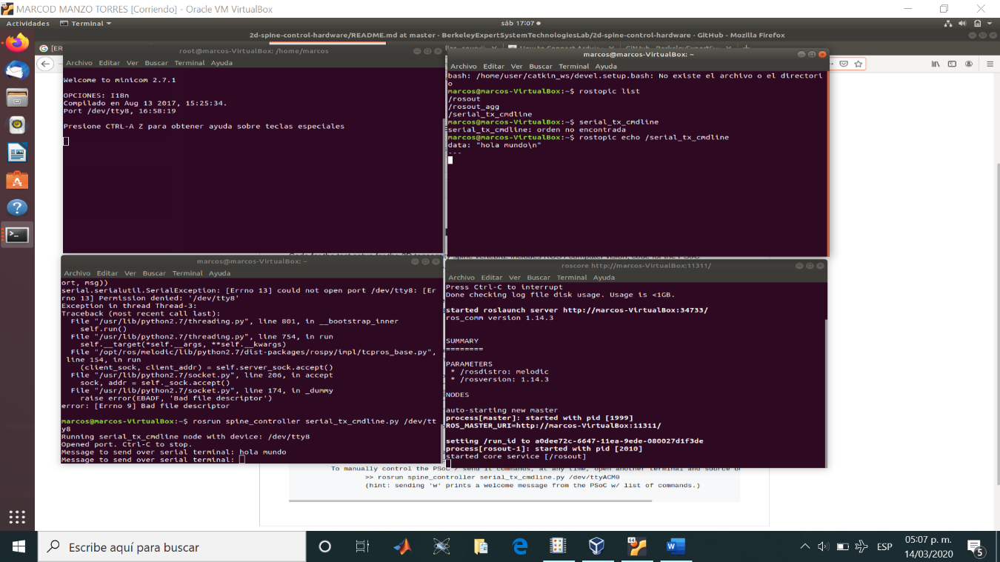 MARCOD MANZO TORRES [Corriendo] - Oracle VM VirtualBox
Actividades Terminal sáb 17:07
2d-spine-control-hardware/README.md at master · BerkeleyExpertSystemTechnologiesLab/2d-spine-control-hardware · GitHub - Mozilla Firefox
root@marcos-VirtualBox: /home/marcos
Archivo Editar Ver Buscar Terminal Ayuda
Welcome to minicom 2.7.1
OPCIONES: I18n
Compilado en Aug 13 2017, 15:25:34.
Port /dev/tty8, 16:58:19
Presione CTRL-A Z para obtener ayuda sobre teclas especiales
marcos@marcos-VirtualBox: ~
Archivo Editar Ver Buscar Terminal Ayuda
bash: /home/user/catkin_ws/devel.setup.bash: No existe el archivo o el directori
o
marcos@marcos-VirtualBox:~$ rostopic list
/rosout
/rosout_agg
/serial_tx_cmdline
marcos@marcos-VirtualBox:~$ serial_tx_cmdline
serial_tx_cmdline: orden no encontrada
marcos@marcos-VirtualBox:~$ rostopic echo /serial_tx_cmdline
data: "hola mundo\n"
---
marcos@marcos-VirtualBox: ~
Archivo Editar Ver Buscar Terminal Ayuda
ort, msg))
serial.serialutil.SerialException: [Errno 13] could not open port /dev/tty8: [Er
rno 13] Permission denied: '/dev/tty8'
Exception in thread Thread-3:
Traceback (most recent call last):
File "/usr/lib/python2.7/threading.py", line 801, in __bootstrap_inner
self.run()
File "/usr/lib/python2.7/threading.py", line 754, in run
self.__target(*self.__args, **self.__kwargs)
File "/opt/ros/melodic/lib/python2.7/dist-packages/rospy/impl/tcpros_base.py",
line 154, in run
(client_sock, client_addr) = self.server_sock.accept()
File "/usr/lib/python2.7/socket.py", line 206, in accept
sock, addr = self._sock.accept()
File "/usr/lib/python2.7/socket.py", line 174, in _dummy
raise error(EBADF, 'Bad file descriptor')
error: [Errno 9] Bad file descriptor
marcos@marcos-VirtualBox:~$ rosrun spine_controller serial_tx_cmdline.py /dev/tt
y8
Running serial_tx_cmdline node with device: /dev/tty8
Opened port. Ctrl-C to stop.
Message to send over serial terminal: hola mundo
Message to send over serial terminal:
roscore http://marcos-VirtualBox:11311/
Archivo Editar Ver Buscar Terminal Ayuda
Press Ctrl-C to interrupt
Done checking log file disk usage. Usage is <1GB.
started roslaunch server http://marcos-VirtualBox:34733/
ros_comm version 1.14.3
SUMMARY
========
PARAMETERS
* /rosdistro: melodic
* /rosversion: 1.14.3
NODES
auto-starting new master
process[master]: started with pid [1999]
ROS_MASTER_URI=http://marcos-VirtualBox:11311/
setting /run_id to a0dee72c-6647-11ea-9ede-080027d1f3de
process[rosout-1]: started with pid [2010]
started core service [/rosout]
To manually control the PSoC / send it commands, at any time, open another terminal and source
>> rosrun spine_controller serial_tx_cmdline.py /dev/ttyACM0
(hint: sending 'w' prints a welcome message from the PSoC w/ list of commands.)
Escribe aquí para buscar
ESP
05:07 p. m.
14/03/2020
5